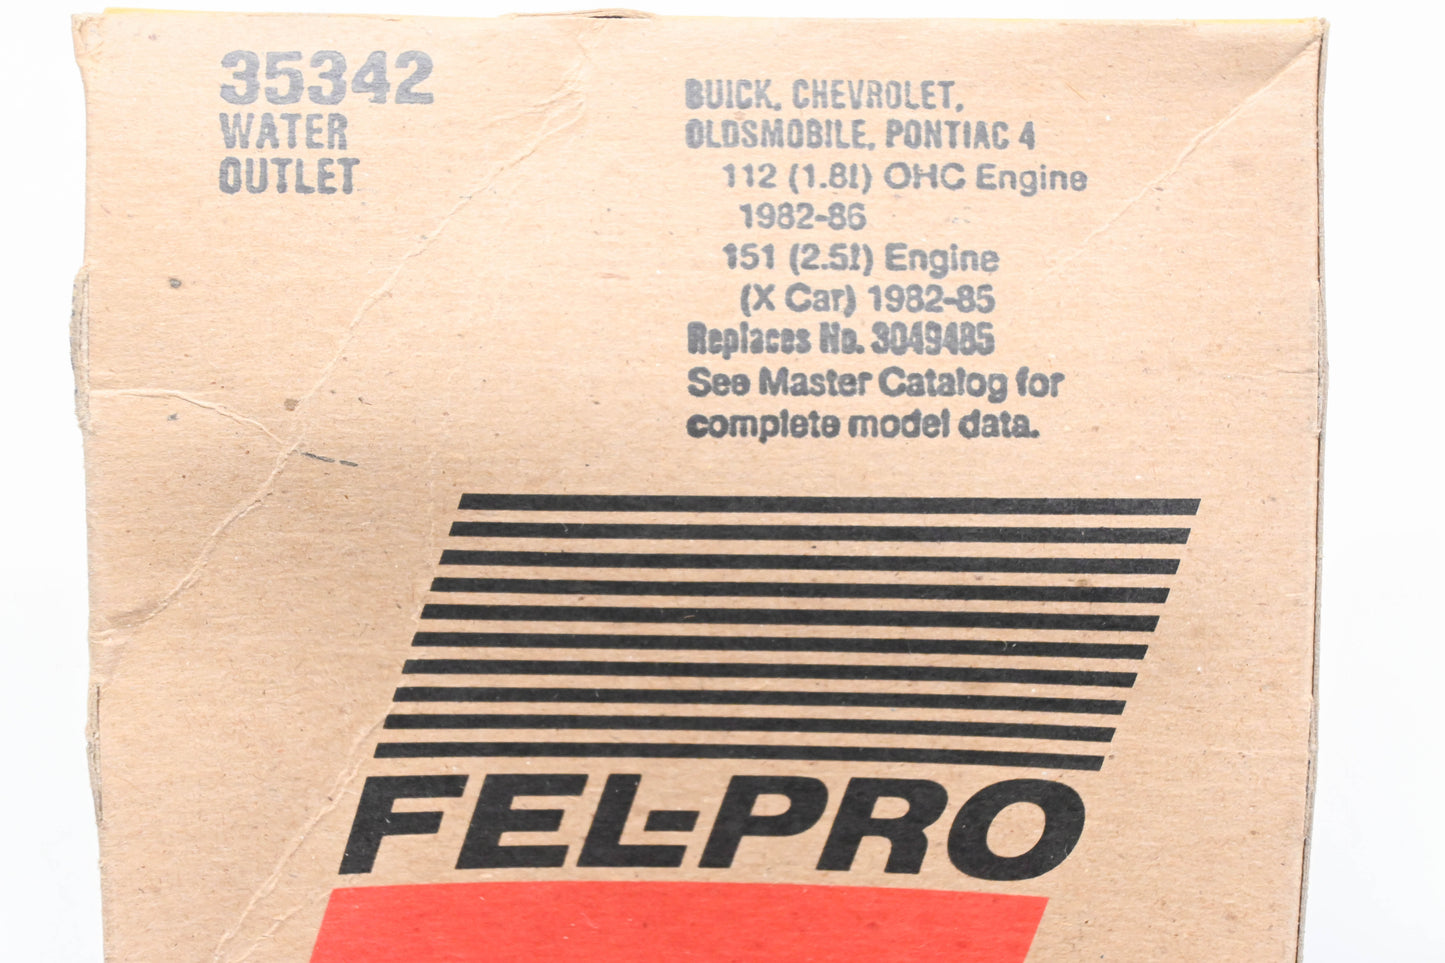 35342
WATER
OUTLET
BUICK, CHEVROLET,
OLDSMOBILE, PONTIAC 4
112 (1.8l) OHC Engine
1982-86
151 (2.5l) Engine
(X Car) 1982-85
Replaces No. 3049485
See Master Catalog for
complete model data.
FEL-PRO